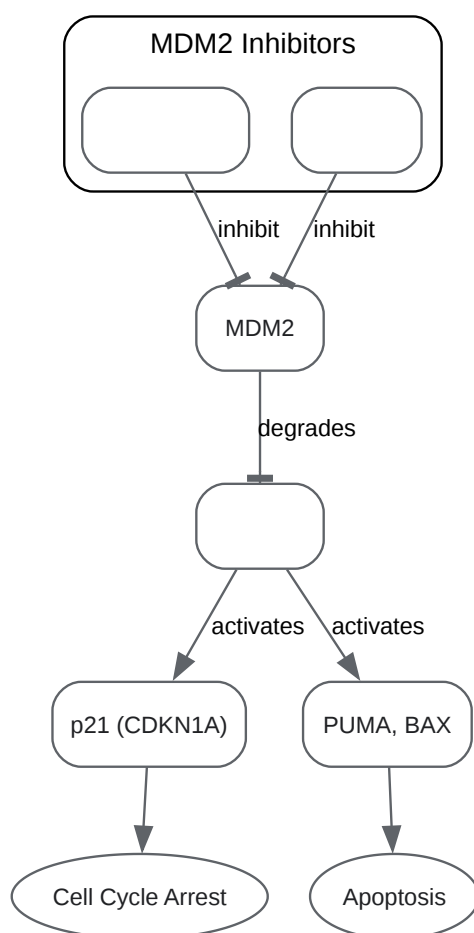 MDM2 Inhibitors
inhibit
inhibit
MDM2
degrades
activates
activates
p21 (CDKN1A)
PUMA, BAX
Cell Cycle Arrest
Apoptosis